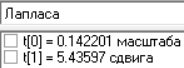 Лапласа
t[0] = 0.142201 масштаба
t[1] = 5.43597 сдвига